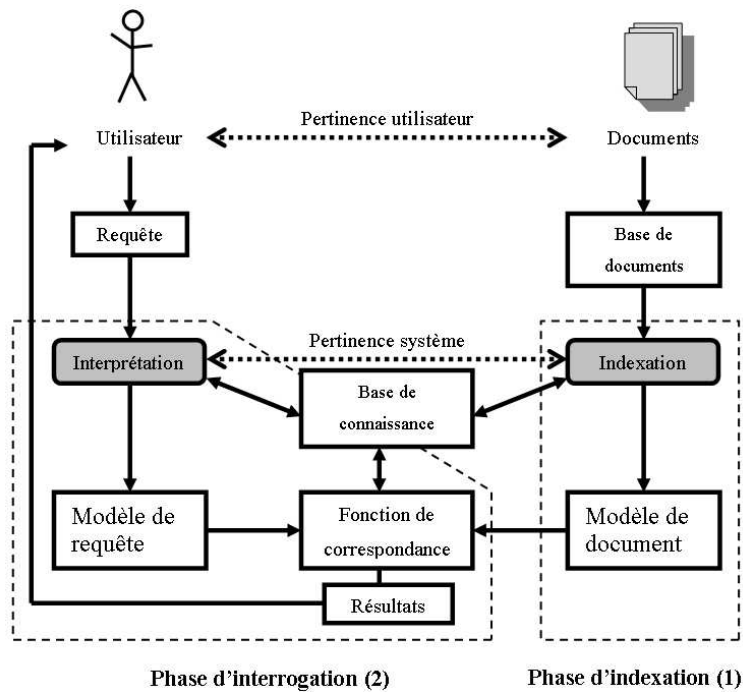 Pertinence utilisateur
Utilisateur
Documents
Requête
Base de
documents
Pertinence système
Interprétation
Indexation
Base de
connaissance
Modèle de
requête
Fonction de
correspondance
Modèle de
document
Résultats
Phase d'interrogation (2)
Phase d'indexation (1)